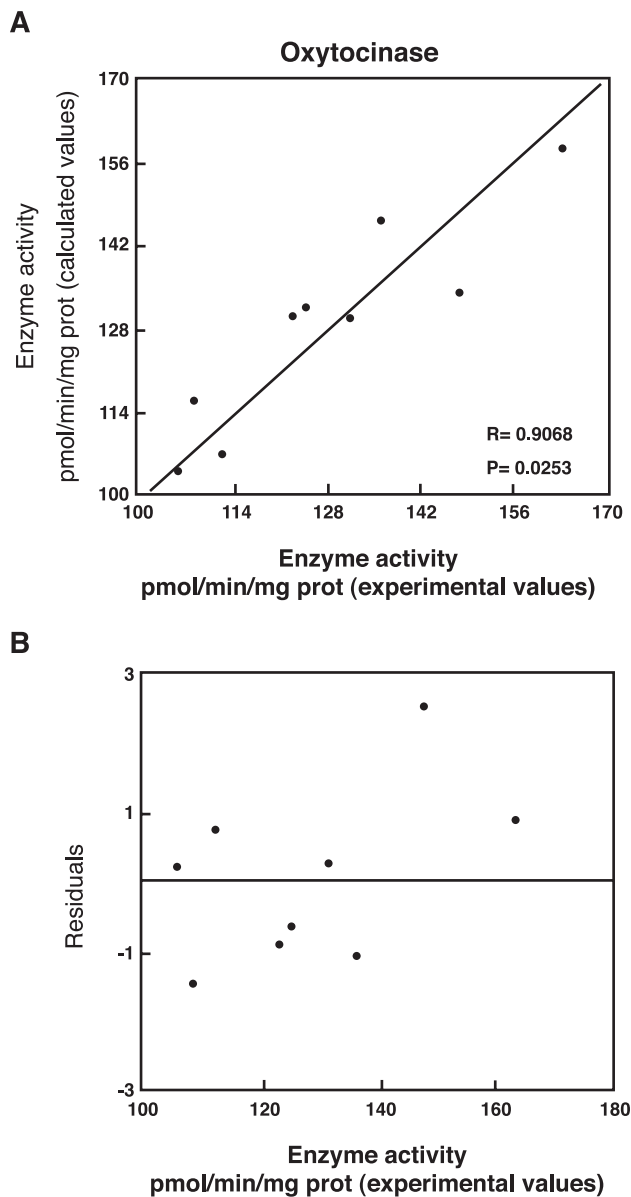 A
Oxytocinase
Enzyme activity
pmol/min/mg prot (calculated values)
170
156
142
128
114
100
R= 0.9068
P= 0.0253
100 114 128 142 156 170
Enzyme activity
pmol/min/mg prot (experimental values)
B
Residuals
3
1
-1
-3
100 120 140 160 180
Enzyme activity
pmol/min/mg prot (experimental values)